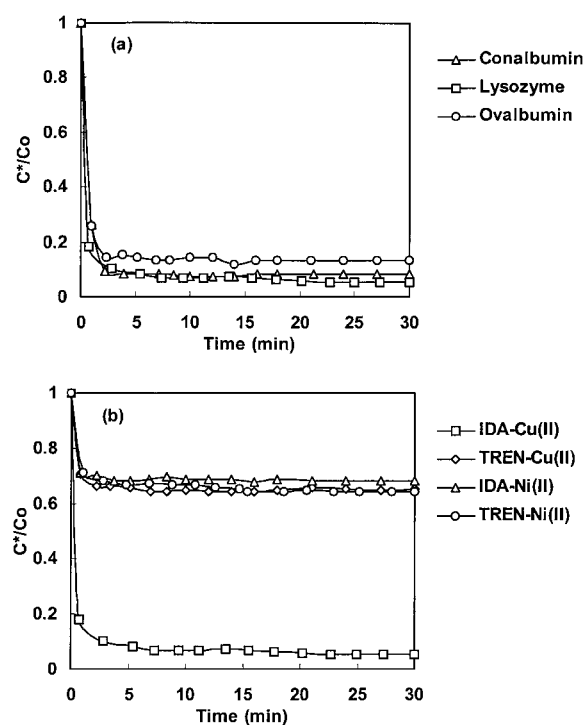 (a)
C*/Co
1
0.8
0.6
0.4
0.2
0
0 5 10 15 20 25 30
Time (min)
Conalbumin
Lysozyme
Ovalbumin
(b)
C*/Co
1
0.8
0.6
0.4
0.2
0
0 5 10 15 20 25 30
Time (min)
IDA-Cu(II)
TREN-Cu(II)
IDA-Ni(II)
TREN-Ni(II)